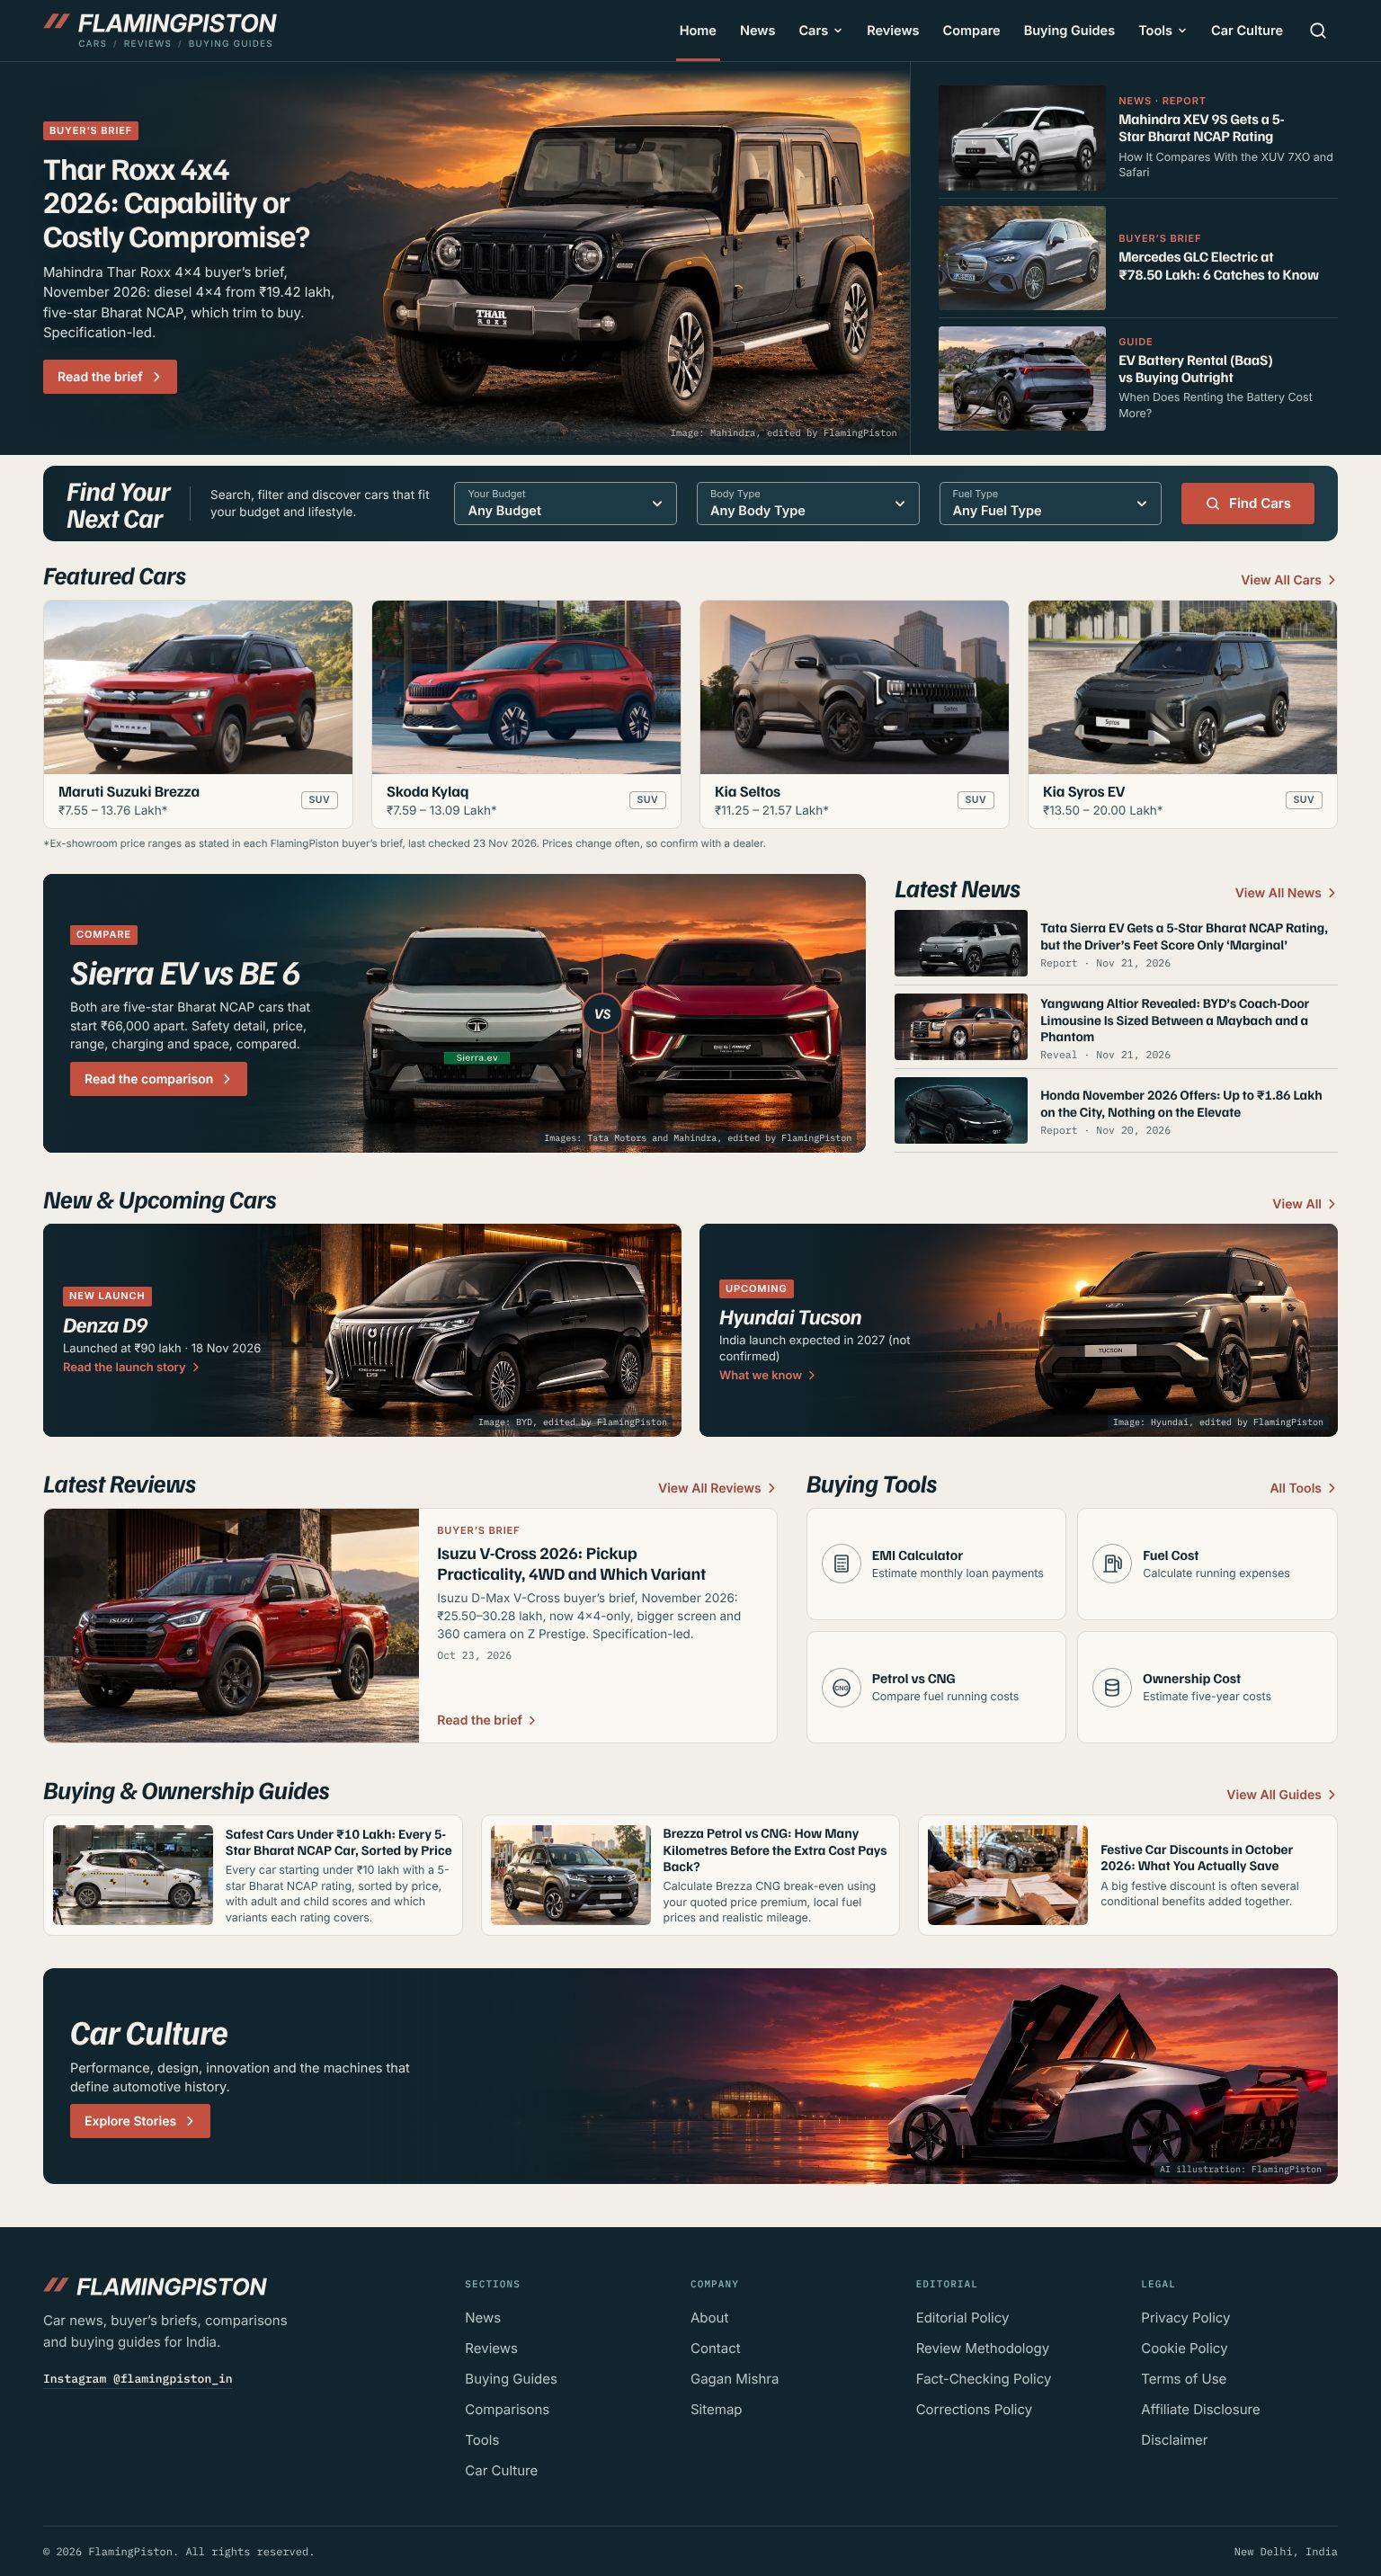 FLAMINGPISTON
CARS / REVIEWS / BUYING GUIDES
Home
News
Cars
Reviews
Compare
Buying Guides
Tools
Car Culture
BUYER’S BRIEF
Thar Roxx 4x4
2026: Capability or
Costly Compromise?
Mahindra Thar Roxx 4×4 buyer’s brief,
November 2026: diesel 4×4 from ₹19.42 lakh,
five-star Bharat NCAP, which trim to buy.
Specification-led.
Read the brief
THAR
ROXX
Image: Mahindra, edited by FlamingPiston
NEWS · REPORT
Mahindra XEV 9S Gets a 5-
Star Bharat NCAP Rating
How It Compares With the XUV 7XO and
Safari
BUYER’S BRIEF
Mercedes GLC Electric at
₹78.50 Lakh: 6 Catches to Know
GUIDE
EV Battery Rental (BaaS)
vs Buying Outright
When Does Renting the Battery Cost
More?
Find Your
Next Car
Search, filter and discover cars that fit
your budget and lifestyle.
Your Budget
Any Budget
Body Type
Any Body Type
Fuel Type
Any Fuel Type
Find Cars
Featured Cars
View All Cars
Maruti Suzuki Brezza
₹7.55 – 13.76 Lakh*
SUV
Skoda Kylaq
₹7.59 – 13.09 Lakh*
SUV
Seltos
Kia Seltos
₹11.25 – 21.57 Lakh*
SUV
Syros
Kia Syros EV
₹13.50 – 20.00 Lakh*
SUV
*Ex-showroom price ranges as stated in each FlamingPiston buyer’s brief, last checked 23 Nov 2026. Prices change often, so confirm with a dealer.
COMPARE
Sierra EV vs BE 6
Both are five-star Bharat NCAP cars that
start ₹66,000 apart. Safety detail, price,
range, charging and space, compared.
Read the comparison
Sierra.ev
VS
Images: Tata Motors and Mahindra, edited by FlamingPiston
Latest News
View All News
Tata Sierra EV Gets a 5-Star Bharat NCAP Rating,
but the Driver’s Feet Score Only ‘Marginal’
Report · Nov 21, 2026
Yangwang Altior Revealed: BYD’s Coach-Door
Limousine Is Sized Between a Maybach and a
Phantom
Reveal · Nov 21, 2026
Honda November 2026 Offers: Up to ₹1.86 Lakh
on the City, Nothing on the Elevate
Report · Nov 20, 2026
New & Upcoming Cars
View All
NEW LAUNCH
Denza D9
Launched at ₹90 lakh · 18 Nov 2026
Read the launch story
DENZA
D9
Image: BYD, edited by FlamingPiston
UPCOMING
Hyundai Tucson
India launch expected in 2027 (not
confirmed)
What we know
TUCSON
Image: Hyundai, edited by FlamingPiston
Latest Reviews
View All Reviews
ISUZU
BUYER’S BRIEF
Isuzu V-Cross 2026: Pickup
Practicality, 4WD and Which Variant
Isuzu D-Max V-Cross buyer’s brief, November 2026:
₹25.50–30.28 lakh, now 4×4-only, bigger screen and
360 camera on Z Prestige. Specification-led.
Oct 23, 2026
Read the brief
Buying Tools
All Tools
EMI Calculator
Estimate monthly loan payments
Fuel Cost
Calculate running expenses
CNG
Petrol vs CNG
Compare fuel running costs
Ownership Cost
Estimate five-year costs
Buying & Ownership Guides
View All Guides
Safest Cars Under ₹10 Lakh: Every 5-
Star Bharat NCAP Car, Sorted by Price
Every car starting under ₹10 lakh with a 5-
star Bharat NCAP rating, sorted by price,
with adult and child scores and which
variants each rating covers.
Brezza Petrol vs CNG: How Many
Kilometres Before the Extra Cost Pays
Back?
Calculate Brezza CNG break-even using
your quoted price premium, local fuel
prices and realistic mileage.
Festive Car Discounts in October
2026: What You Actually Save
A big festive discount is often several
conditional benefits added together.
Car Culture
Performance, design, innovation and the machines that
define automotive history.
Explore Stories
AI illustration: FlamingPiston
FLAMINGPISTON
Car news, buyer’s briefs, comparisons
and buying guides for India.
Instagram @flamingpiston_in
SECTIONS
News
Reviews
Buying Guides
Comparisons
Tools
Car Culture
COMPANY
About
Contact
Gagan Mishra
Sitemap
EDITORIAL
Editorial Policy
Review Methodology
Fact-Checking Policy
Corrections Policy
LEGAL
Privacy Policy
Cookie Policy
Terms of Use
Affiliate Disclosure
Disclaimer
© 2026 FlamingPiston. All rights reserved.
New Delhi, India